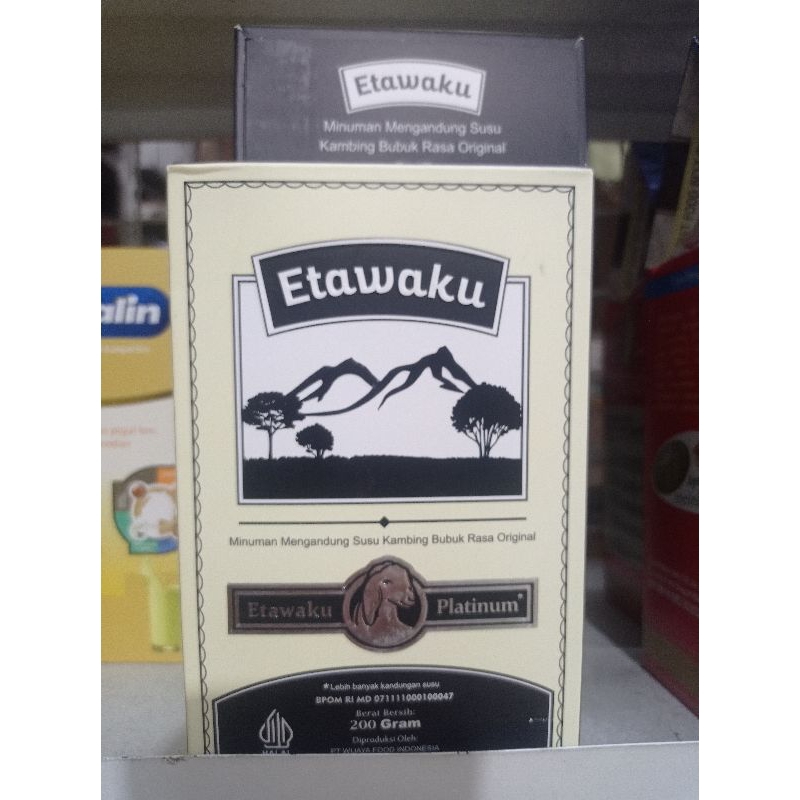 Etawaku
Minuman Mengandung Susu
Kambing Bubuk Rasa Original
Etawaku
Minuman Mengandung Susu Kambing Bubuk Rasa Original
Etawaku Platinum*
*Lebih banyak kandungan susu
BPOM RI MD 071111000100047
Berat Bersih:
200 Gram
Diproduksi Oleh:
PT WIJAYA FOOD INDONESIA
HALAL
alin